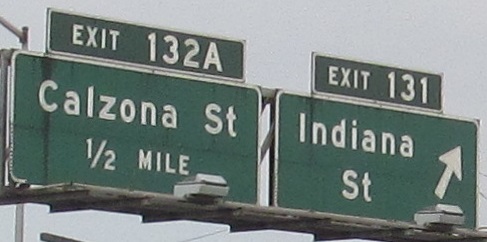 EXIT 132A
Calzona St
1/2 MILE
EXIT 131
Indiana
St